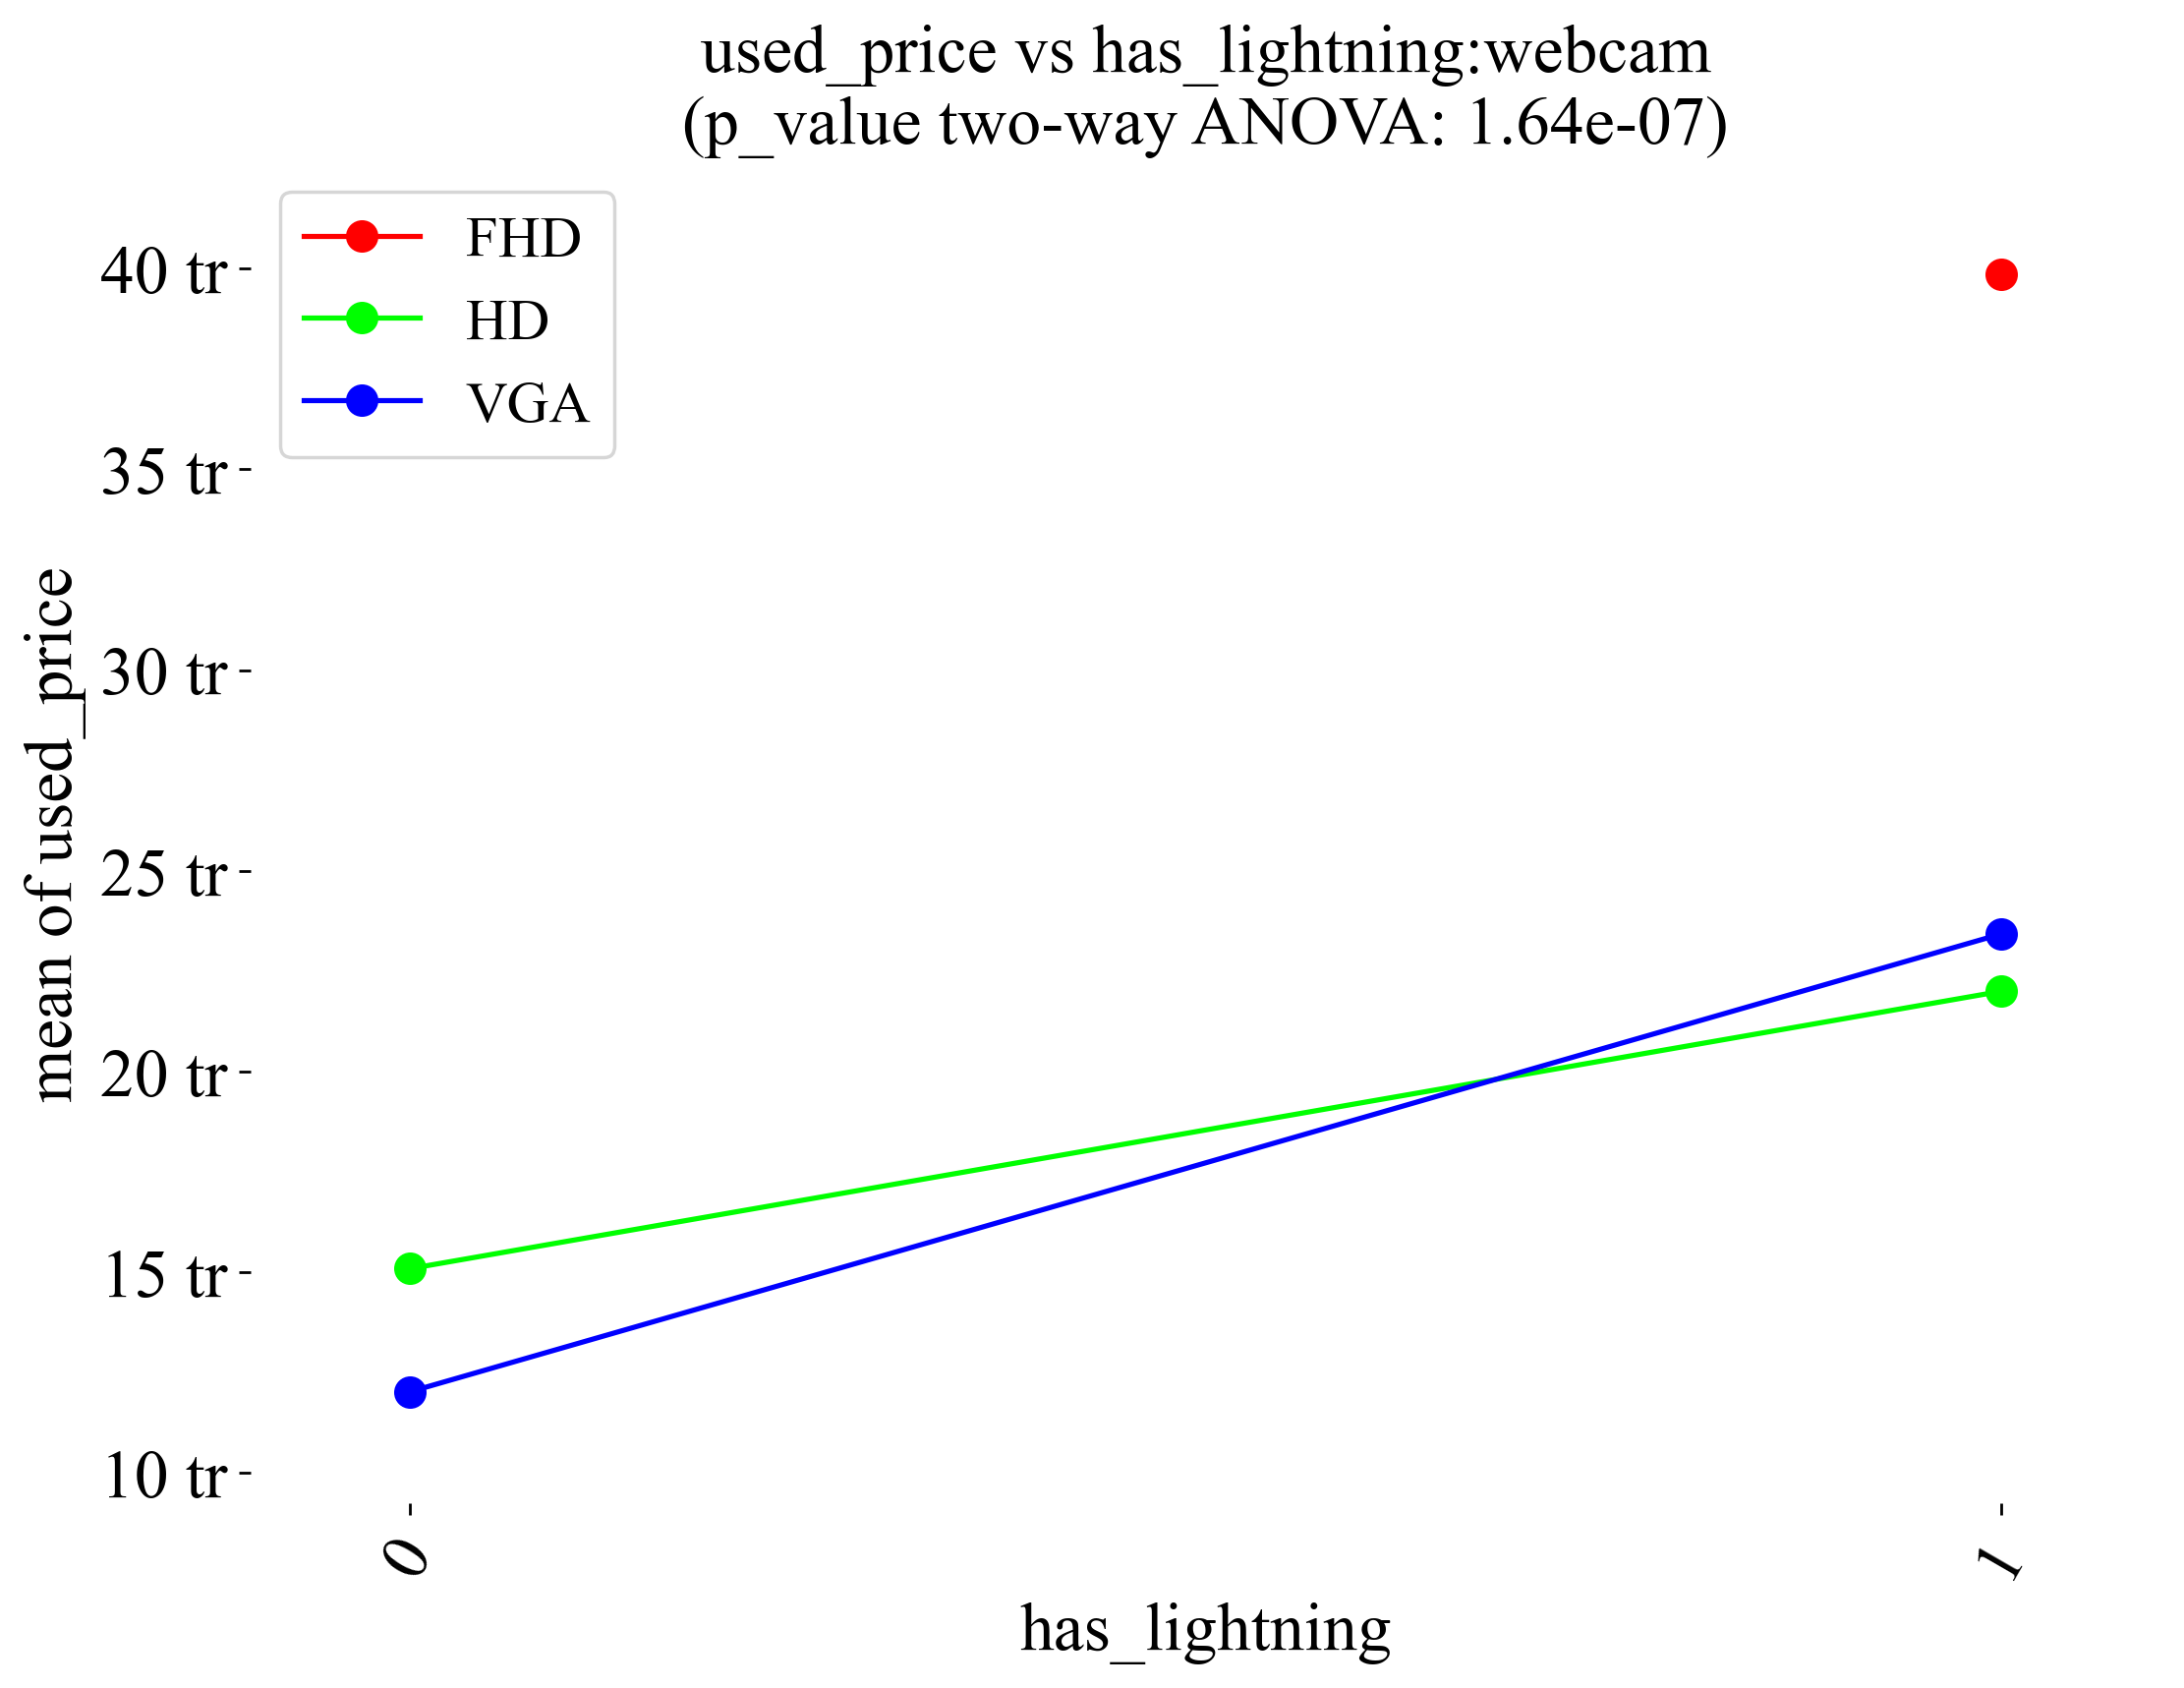 used_price vs has_lightning:webcam
(p_value two-way ANOVA: 1.64e-07)
FHD
HD
VGA
40 tr
35 tr
30 tr
25 tr
20 tr
15 tr
10 tr
mean of used_price
0
1
has_lightning